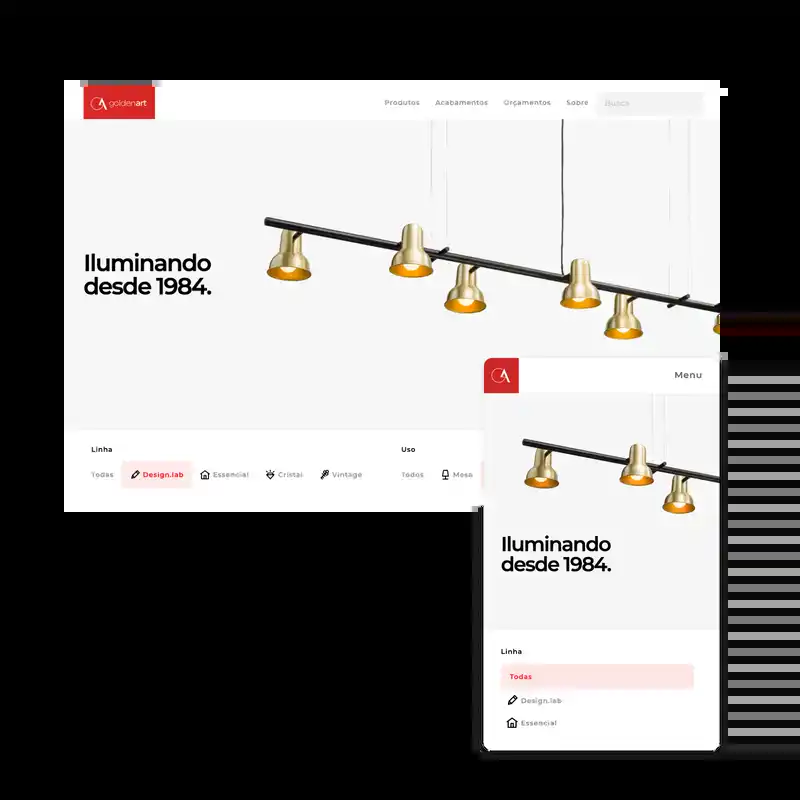 goldenart
Produtos Acabamentos Orçamentos Sobre Busca
Iluminando
desde 1984.
Linha
Todas Design.lab Essencial Cristal Vintage
Uso
Todos Mesa
Menu
Iluminando
desde 1984.
Linha
Todas
Design.lab
Essencial